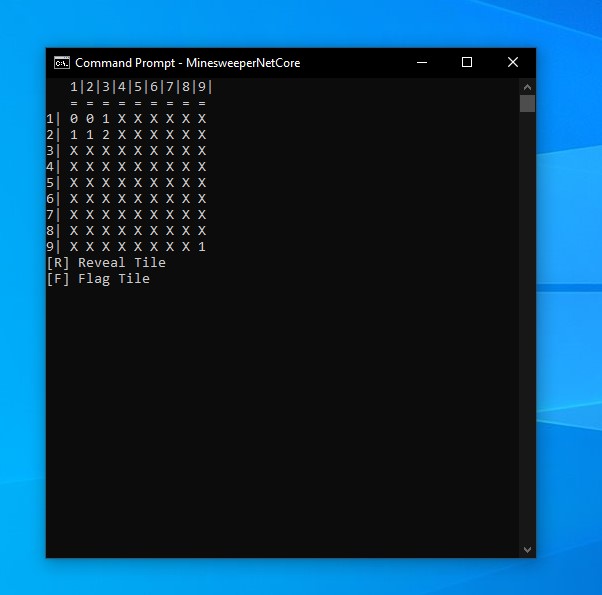 Command Prompt - MinesweeperNetCore
1|2|3|4|5|6|7|8|9|
= = = = = = = = =
1| 0 0 1 X X X X X X
2| 1 1 2 X X X X X X
3| X X X X X X X X X
4| X X X X X X X X X
5| X X X X X X X X X
6| X X X X X X X X X
7| X X X X X X X X X
8| X X X X X X X X X
9| X X X X X X X X 1
[R] Reveal Tile
[F] Flag Tile